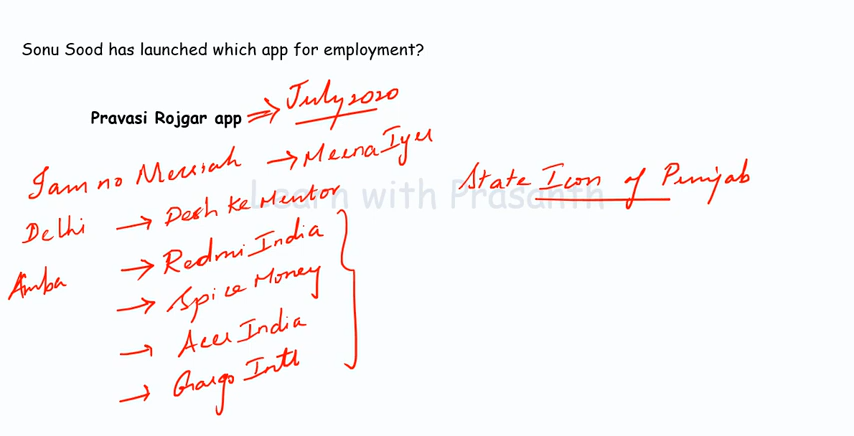 Sonu Sood has launched which app for employment?
Pravasi Rojgar app ⇒ July 2020
I am no Messiah → Meena Iyer
State Icon of Punjab
Learn with Prasanth
Delhi → Desh Ke Mentor
Amba → Redmi India
→ Spice Money
→ Acer India
→ Intl